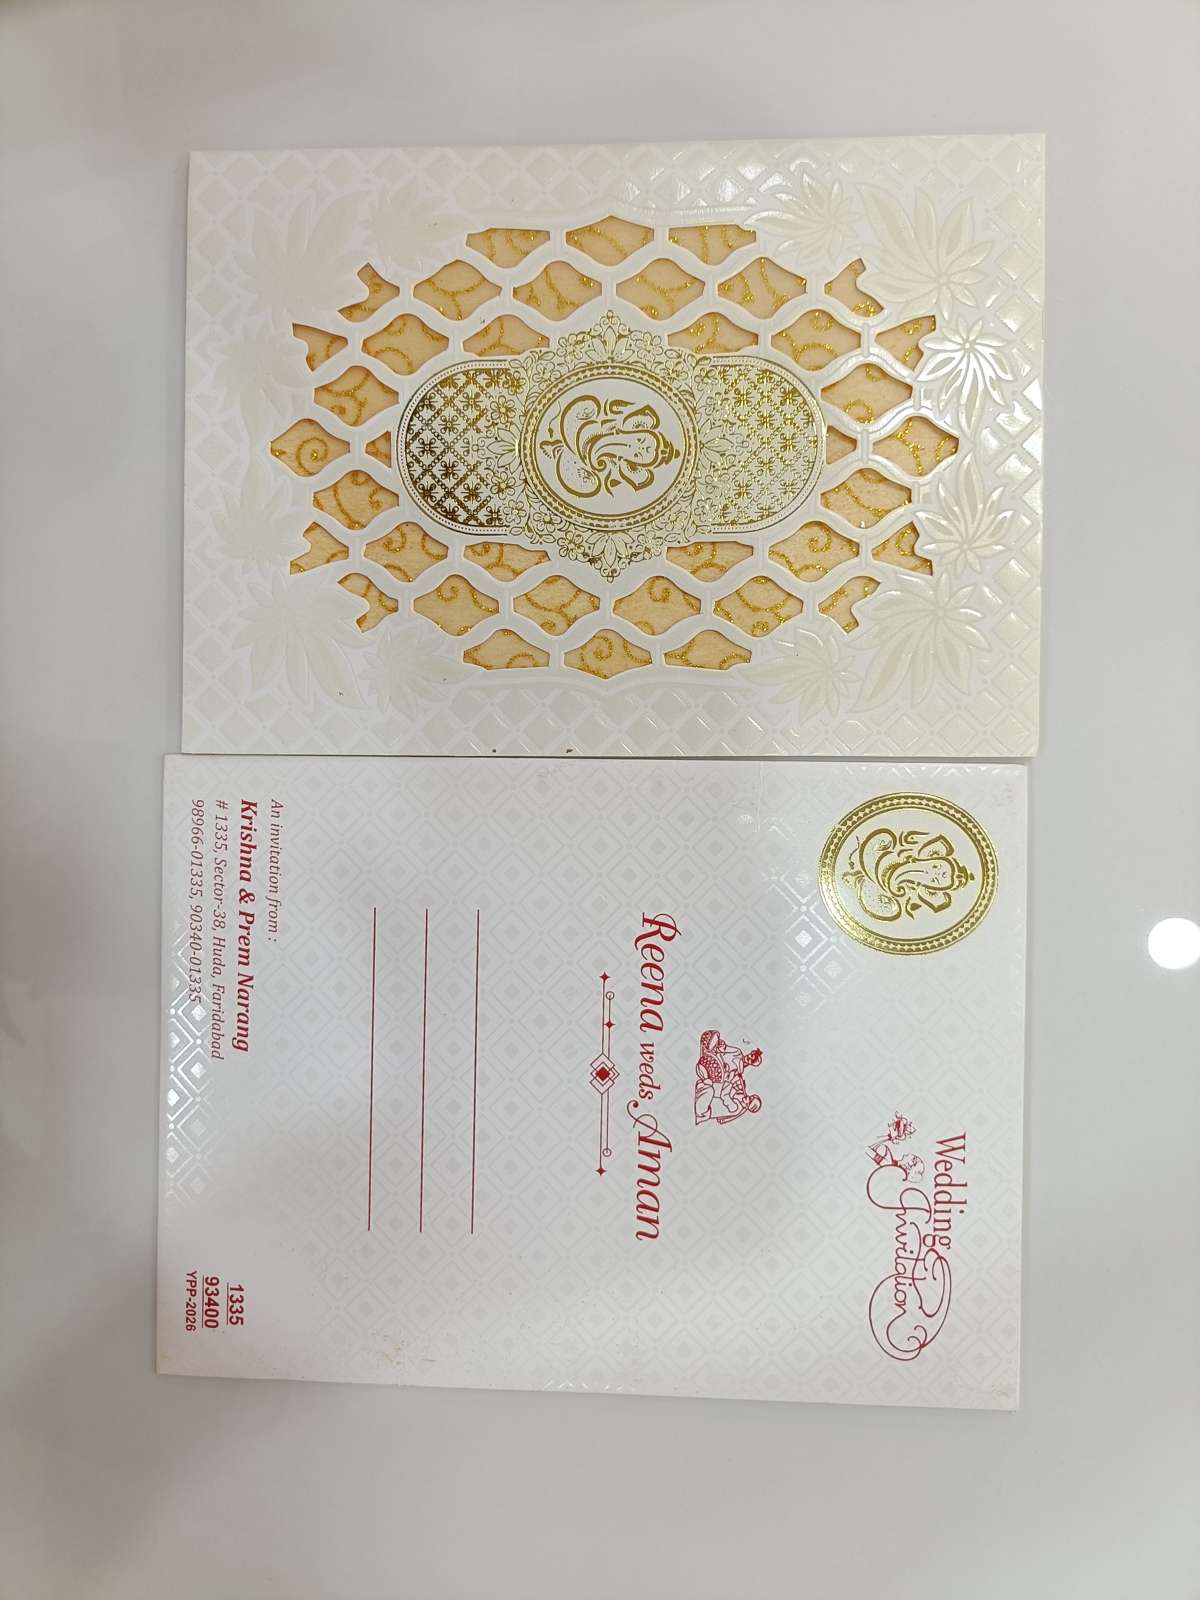 Wedding
Invitation
Reena weds Aman
An invitation from :
Krishna & Prem Narang
# 1335, Sector-38, Huda, Faridabad
98966-01335, 90340-01335
1335
93400
YPP-2026